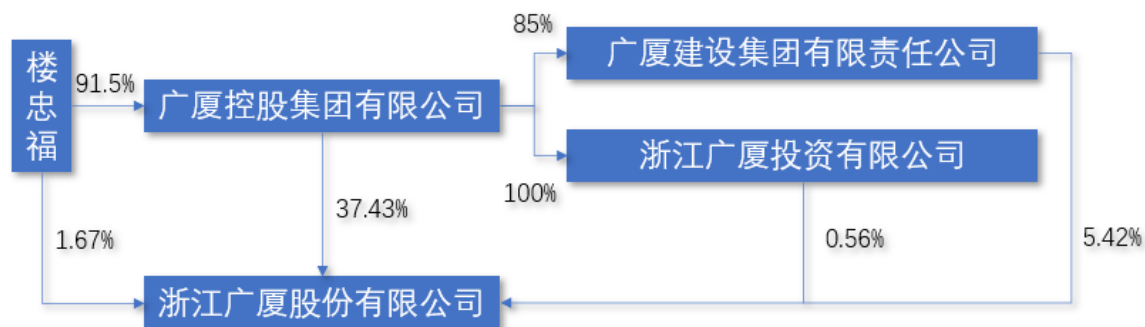 楼忠福
91.5%
广厦控股集团有限公司
85%
广厦建设集团有限责任公司
浙江广厦投资有限公司
100%
1.67%
37.43%
0.56%
5.42%
浙江广厦股份有限公司